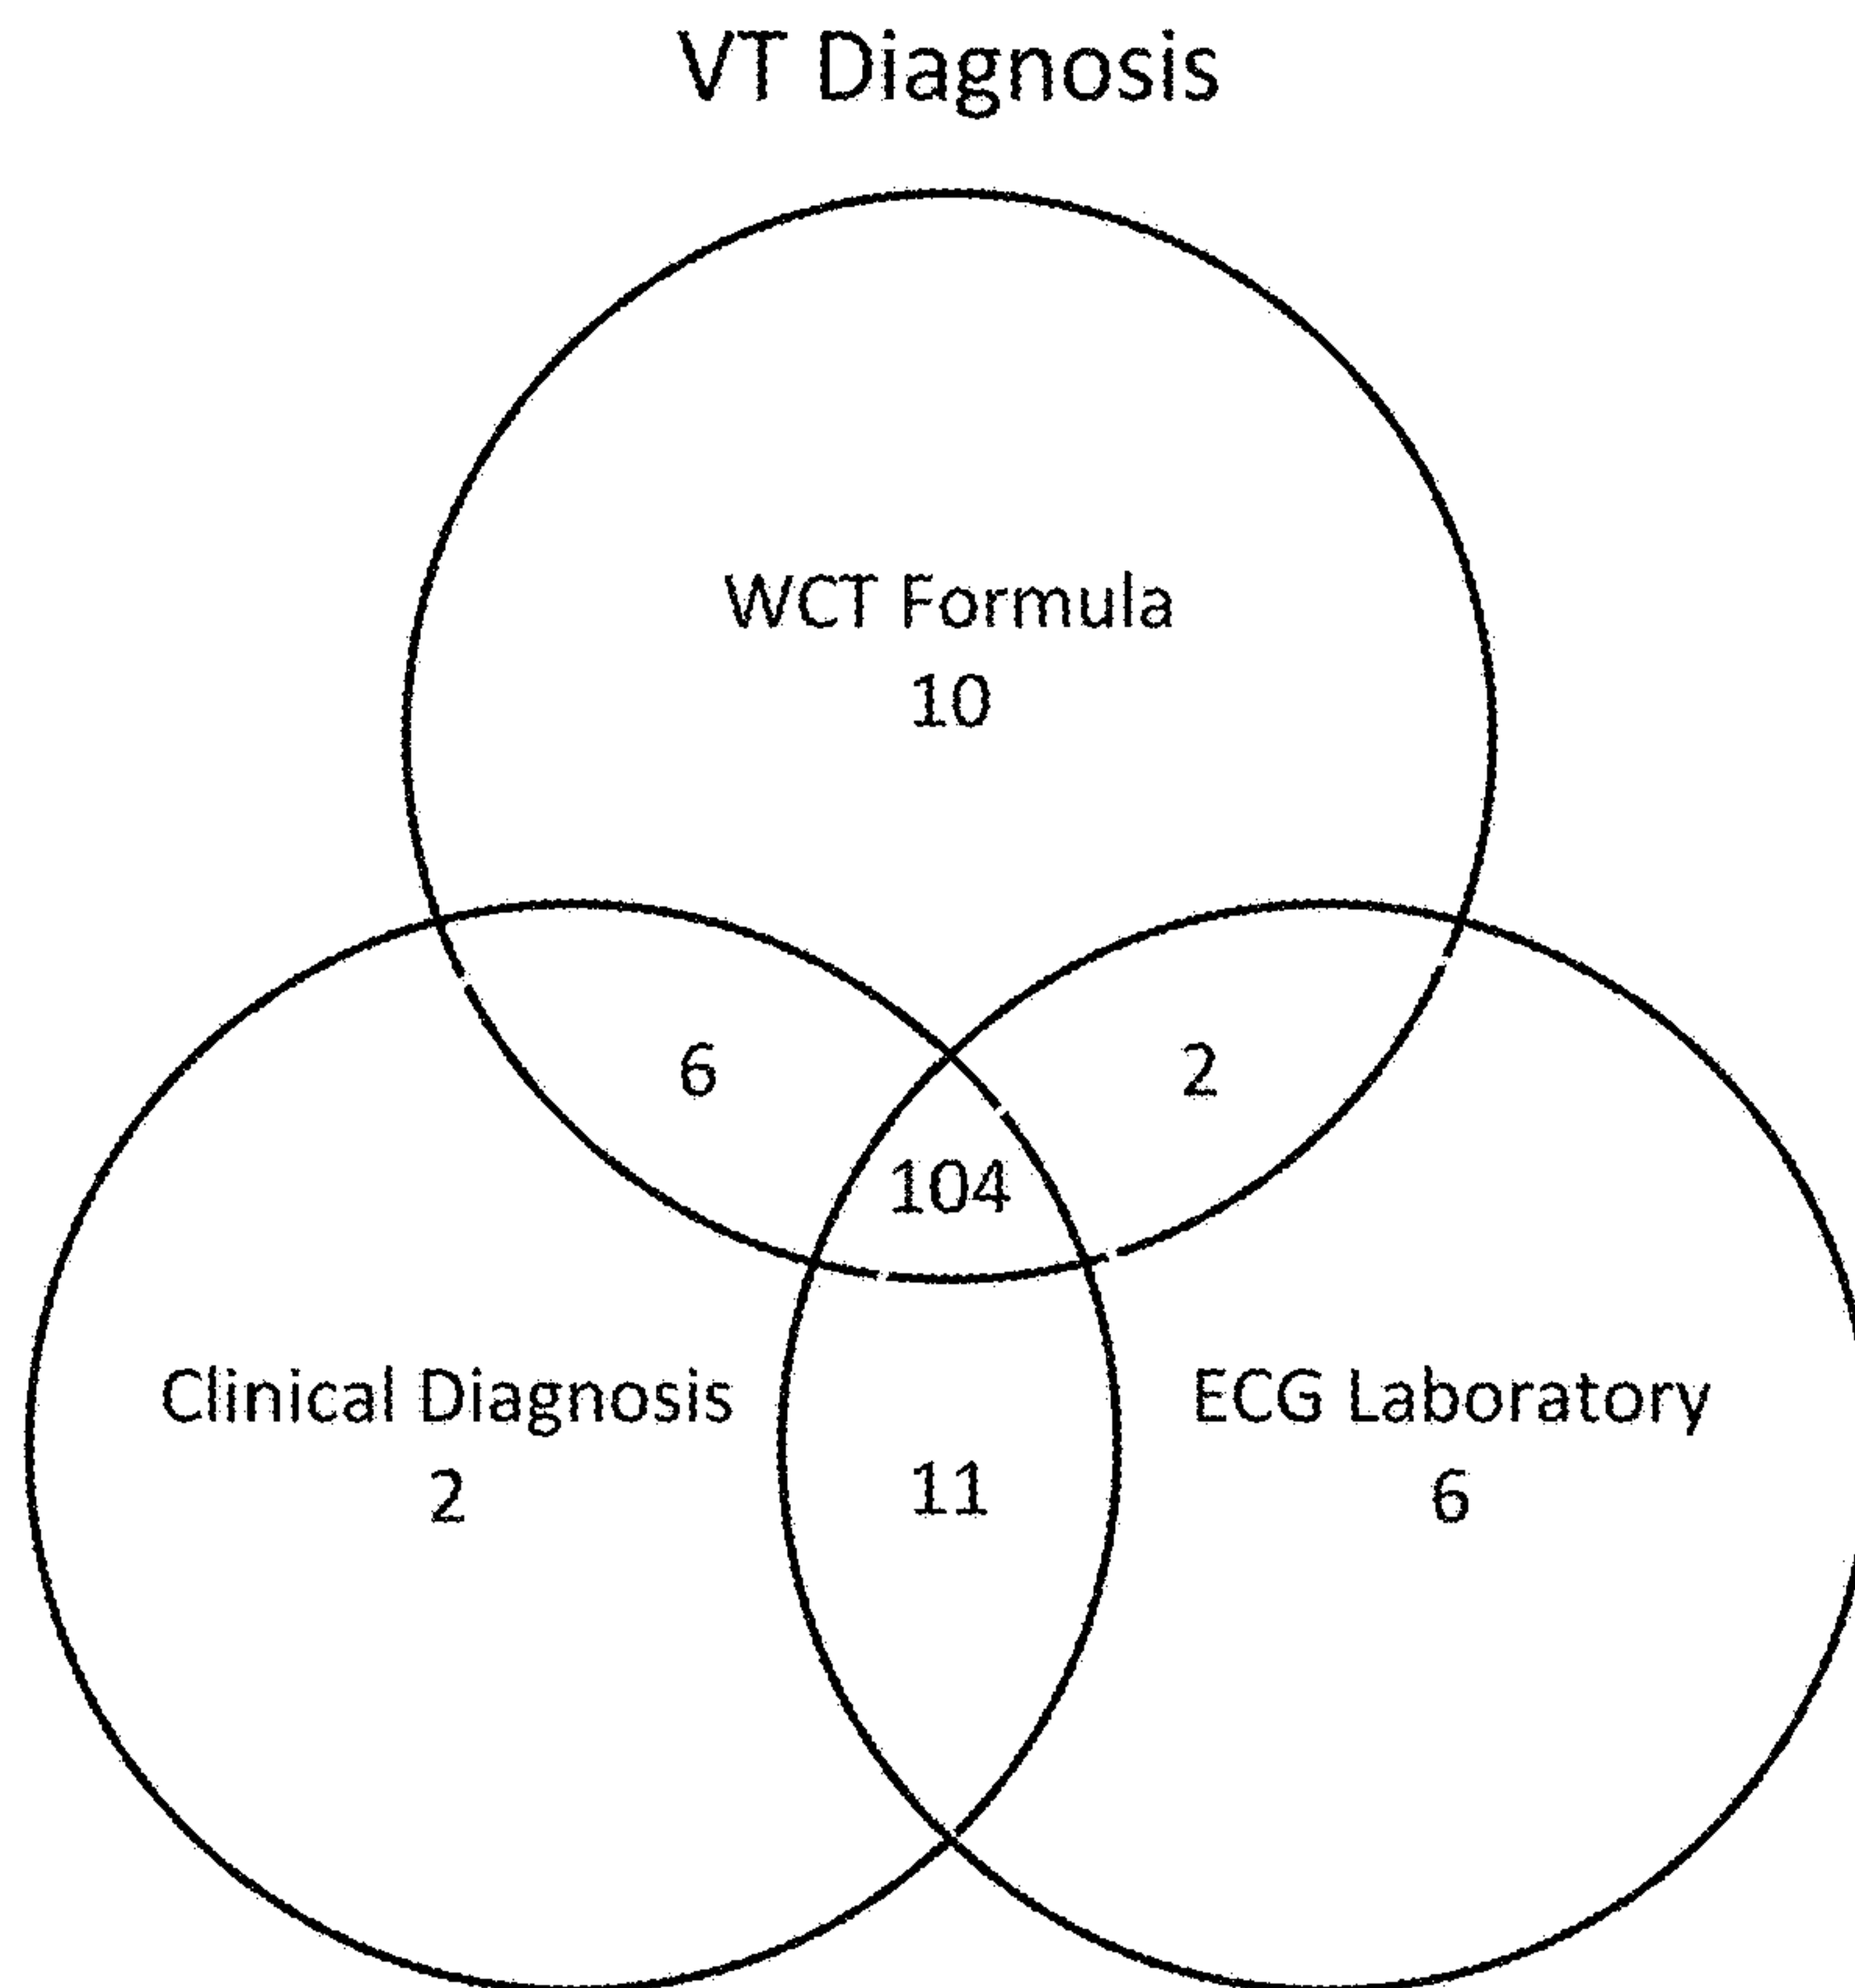 VT Diagnosis
WCT Formula
10
6
2
104
Clinical Diagnosis
2
11
ECG Laboratory
6